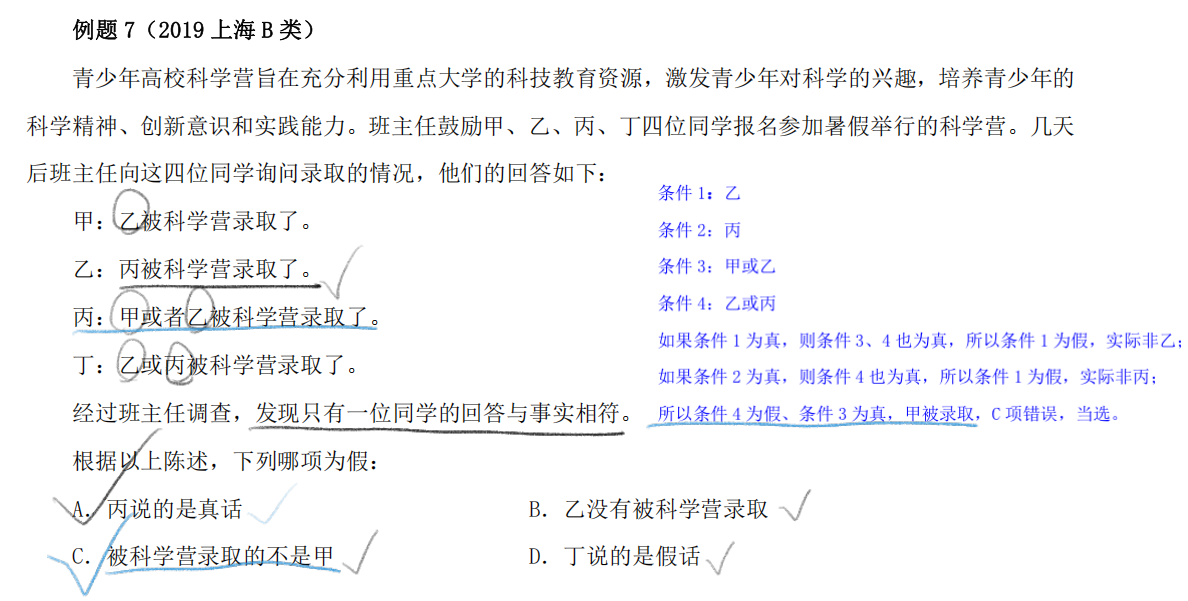 例题 7（2019 上海 B 类）
青少年高校科学营旨在充分利用重点大学的科技教育资源，激发青少年对科学的兴趣，培养青少年的
科学精神、创新意识和实践能力。班主任鼓励甲、乙、丙、丁四位同学报名参加暑假举行的科学营。几天
后班主任向这四位同学询问录取的情况，他们的回答如下：
甲：乙被科学营录取了。
乙：丙被科学营录取了。
丙：甲或者乙被科学营录取了。
丁：乙或丙被科学营录取了。
经过班主任调查，发现只有一位同学的回答与事实相符。
根据以上陈述，下列哪项为假：
A．丙说的是真话
B．乙没有被科学营录取
C．被科学营录取的不是甲
D．丁说的是假话
条件 1：乙
条件 2：丙
条件 3：甲或乙
条件 4：乙或丙
如果条件 1 为真，则条件 3、4 也为真，所以条件 1 为假，实际非乙；
如果条件 2 为真，则条件 4 也为真，所以条件 1 为假，实际非丙；
所以条件 4 为假、条件 3 为真，甲被录取，C 项错误，当选。